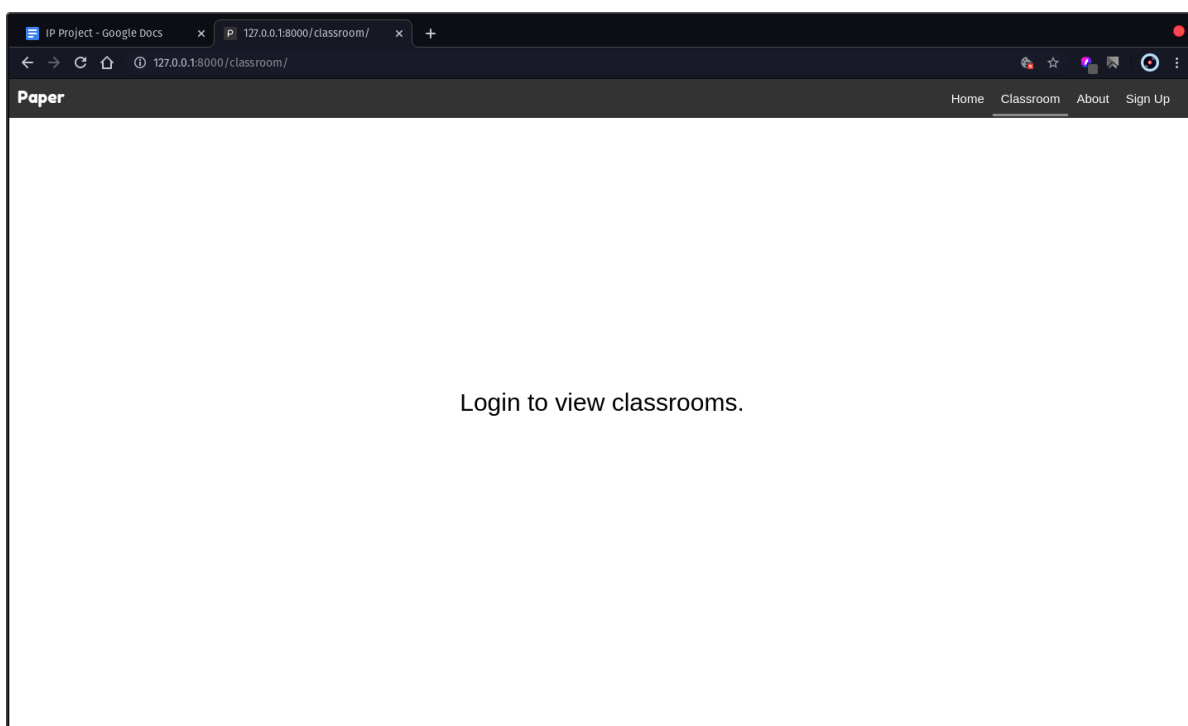 IP Project - Google Docs 127.0.0.1:8000/classroom/
127.0.0.1:8000/classroom/
Paper Home Classroom About Sign Up
Login to view classrooms.